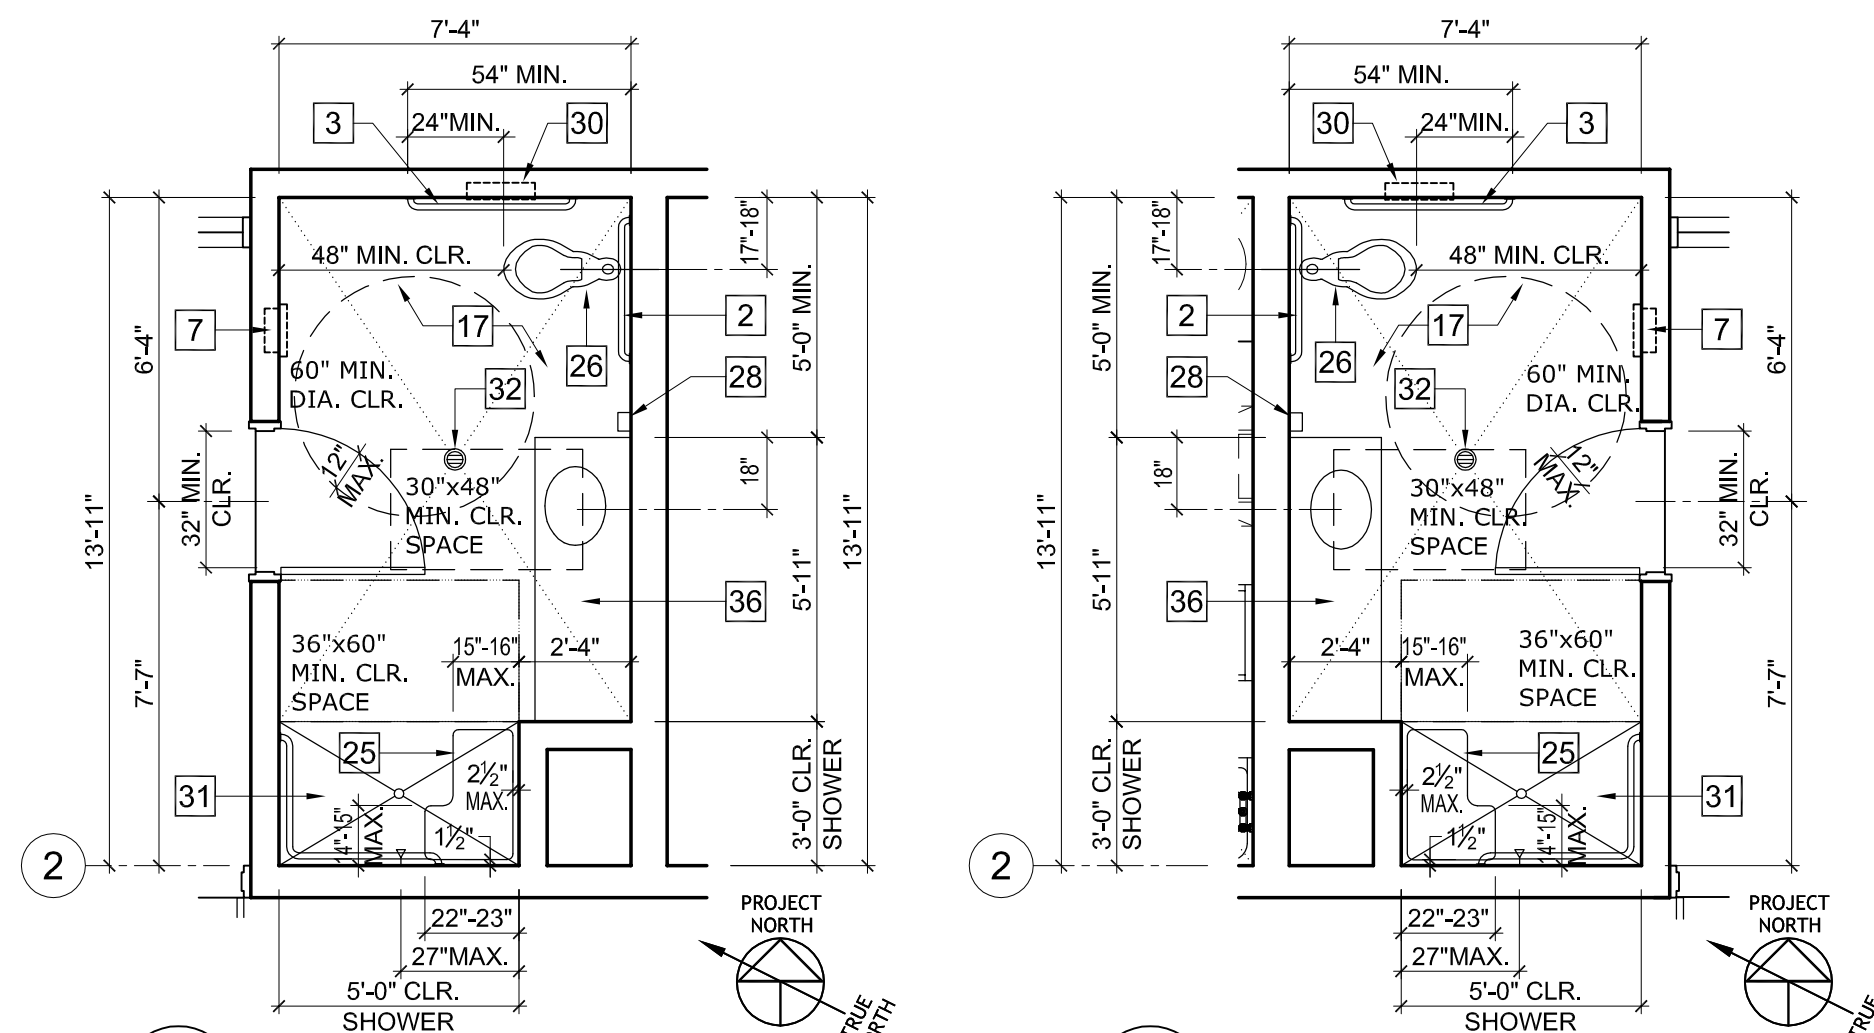 7'-4"
54" MIN.
3
24"MIN.
30
17"-18"
48" MIN. CLR.
7
17
2
6'-4"
5'-0" MIN.
26
60" MIN.
DIA. CLR.
32
28
12"
MAX.
18"
30"x48"
MIN. CLR.
SPACE
32" MIN.
CLR.
13'-11"
13'-11"
5'-11"
36
36"x60"
MIN. CLR.
SPACE
15"-16"
MAX.
2'-4"
7'-7"
25
2½"
MAX.
31
14"-15"
MAX.
1½"
3'-0" CLR.
SHOWER
2
22"-23"
27"MAX.
5'-0" CLR.
SHOWER
PROJECT
NORTH
TRUE
7'-4"
54" MIN.
30
24"MIN.
3
17"-18"
48" MIN. CLR.
2
17
7
5'-0" MIN.
6'-4"
26
60" MIN.
DIA. CLR.
28
32
12"
MAX.
18"
30"x48"
MIN. CLR.
SPACE
32" MIN.
CLR.
13'-11"
5'-11"
36
2'-4"
15"-16"
MAX.
36"x60"
MIN. CLR.
SPACE
7'-7"
25
2½"
MAX.
31
1½"
14"-15"
MAX.
3'-0" CLR.
SHOWER
2
22"-23"
27"MAX.
5'-0" CLR.
SHOWER
PROJECT
NORTH
TRUE